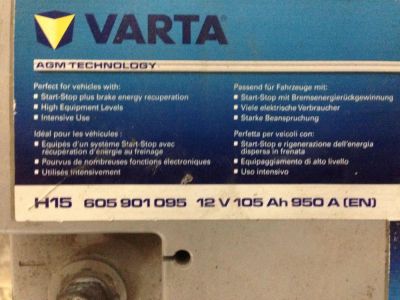 VARTA
AGM TECHNOLOGY
Perfect for vehicles with:
■ Start-Stop plus brake energy recuperation
■ High Equipment Levels
■ Intensive Use
Idéal pour les véhicules :
■ Equipés d'un système Start-Stop avec
récupération d'énergie au freinage
■ Pourvus de nombreuses fonctions électroniques
■ Utilisés intensivement
Passend für Fahrzeuge mit:
■ Start-Stop mit Bremsenergierückgewinnung
■ Viele elektrische Verbraucher
■ Starke Beanspruchung
Perfetta per veicoli con:
■ Start-Stop e rigenerazione dell'energia
dispersa in frenata
■ Equipaggiamento di alto livello
■ Uso intensivo
H15 605 901 095 12 V 105 Ah 950 A (EN)